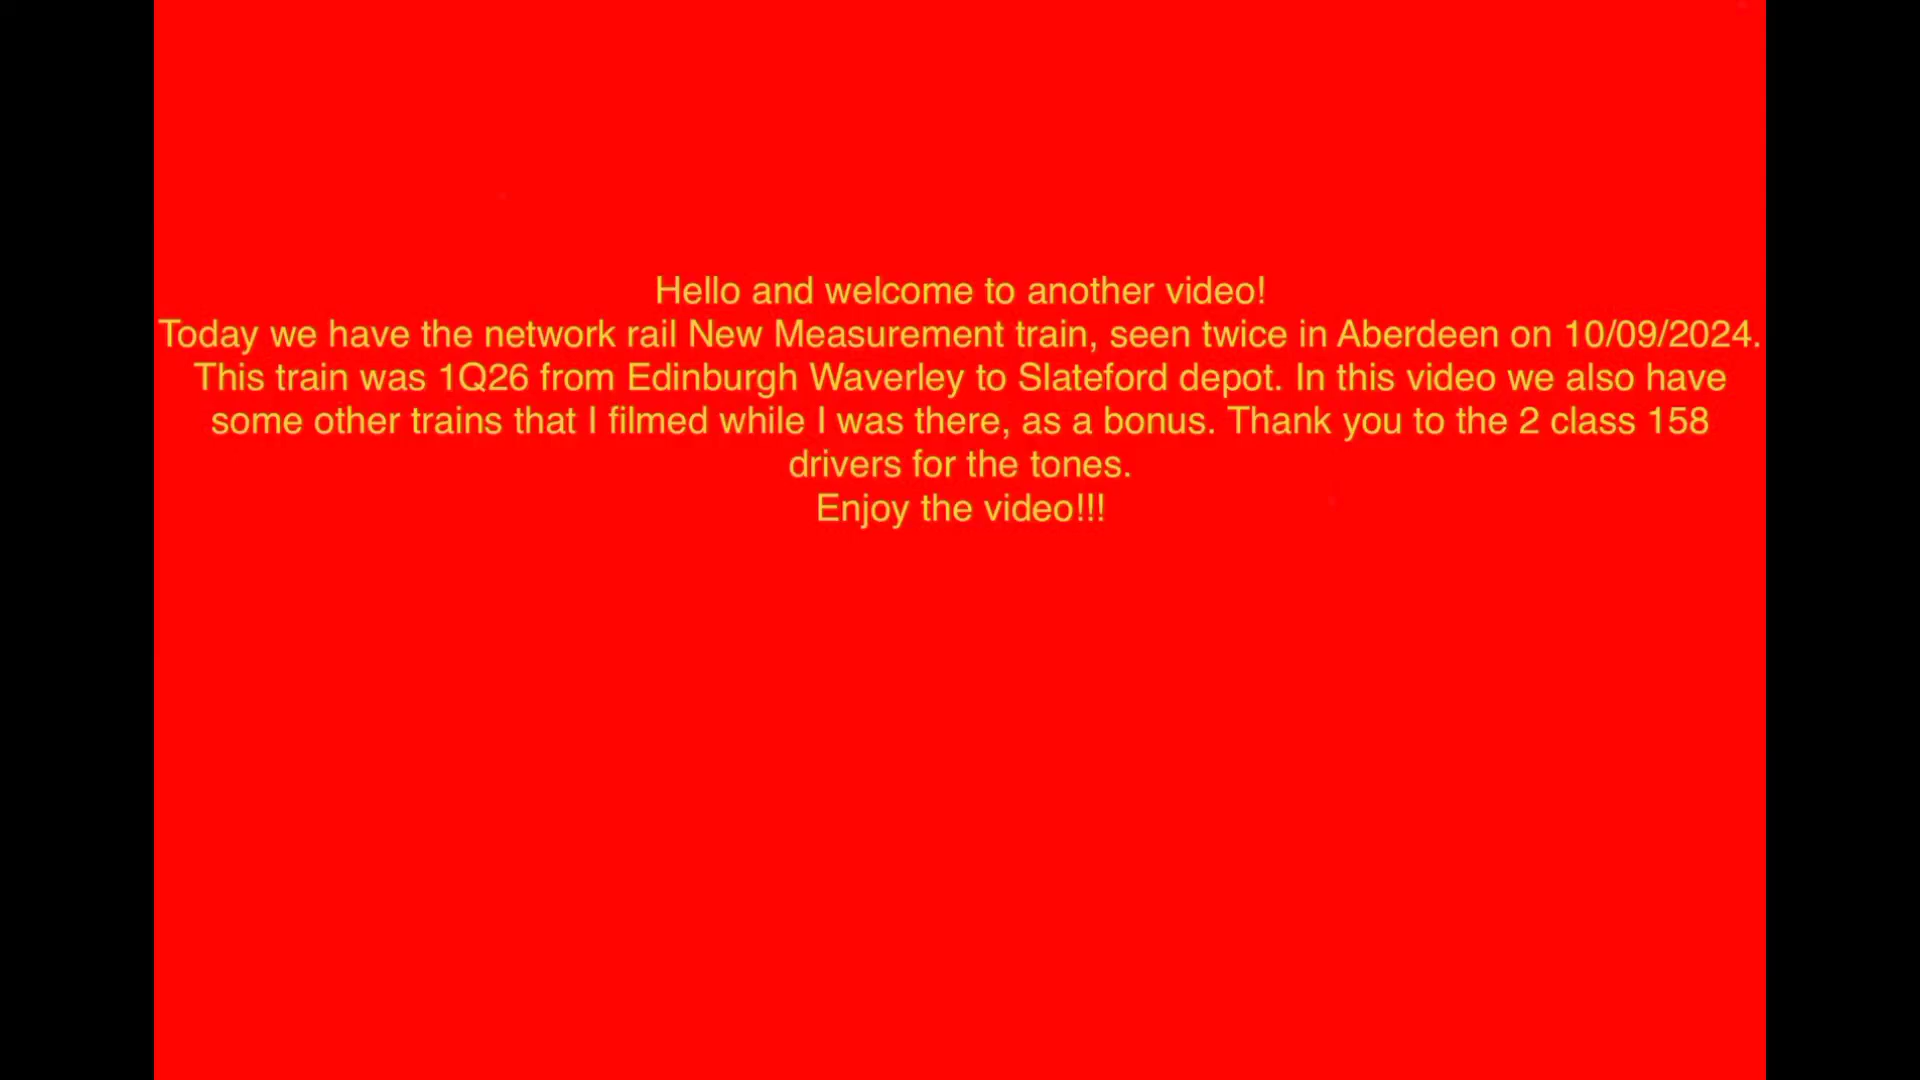 Hello and welcome to another video!
Today we have the network rail New Measurement train, seen twice in Aberdeen on 10/09/2024.
This train was 1Q26 from Edinburgh Waverley to Slateford depot. In this video we also have
some other trains that I filmed while I was there, as a bonus. Thank you to the 2 class 158
drivers for the tones.
Enjoy the video!!!